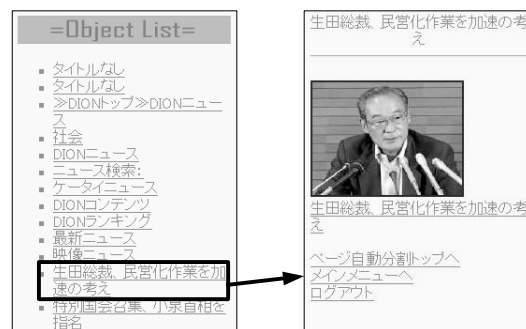 =Object List=
タイトルなし
タイトルなし
≫DIONトップ≫DIONニュー
ス
社会
DIONニュース
ニュース検索:
ケータイニュース
DIONコンテンツ
DIONランキング
最新ニュース
映像ニュース
生田総裁、民営化作業を加
速の考え
特別国会召集、小泉首相を
指名
生田総裁、民営化作業を加速の考
え
生田総裁、民営化作業を加速の考
え
ページ自動分割トップへ
メインメニューへ
ログアウト